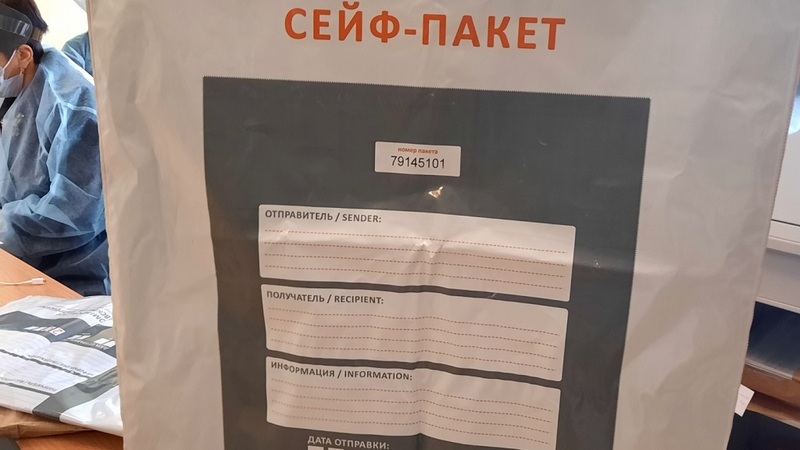 СЕЙФ-ПАКЕТ
номер пакета
79145101
ОТПРАВИТЕЛЬ / SENDER:
ПОЛУЧАТЕЛЬ / RECIPIENT:
ИНФОРМАЦИЯ / INFORMATION:
ДАТА ОТПРАВКИ: